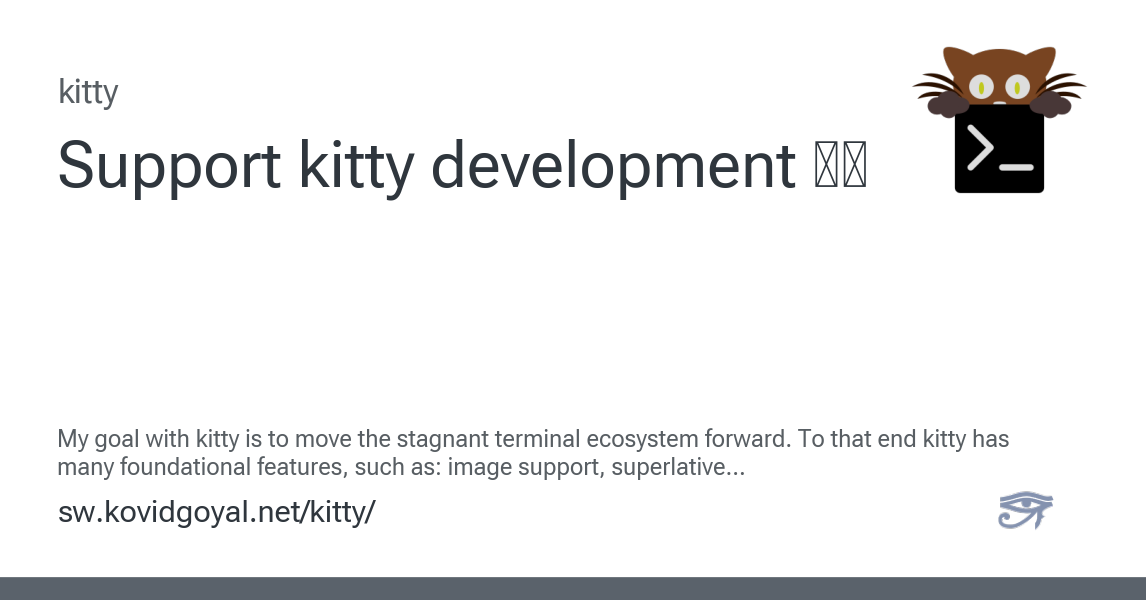 kitty
Support kitty development
My goal with kitty is to move the stagnant terminal ecosystem forward. To that end kitty has
many foundational features, such as: image support, superlative...
sw.kovidgoyal.net/kitty/